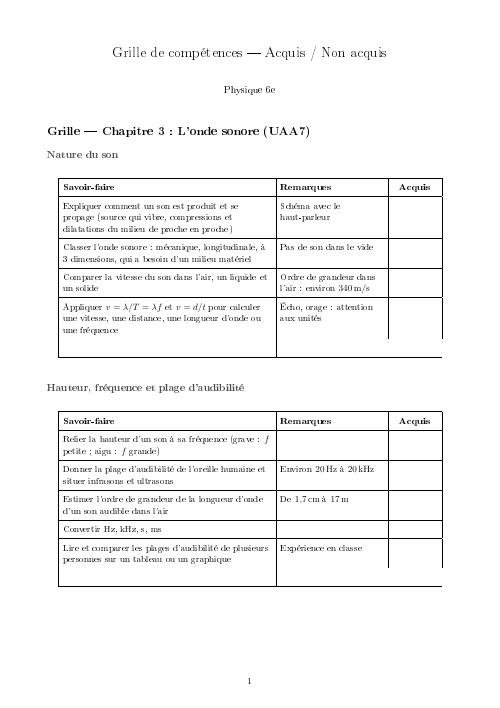 Grille de compétences — Acquis / Non acquis
Physique 6e
Grille — Chapitre 3 : L'onde sonore (UAA7)
Nature du son
Savoir-faire Remarques Acquis
Expliquer comment un son est produit et se
propage (source qui vibre, compressions et
dilatations du milieu de proche en proche)
Schéma avec le
haut-parleur
Classer l'onde sonore : mécanique, longitudinale, à
3 dimensions, qui a besoin d'un milieu matériel
Pas de son dans le vide
Comparer la vitesse du son dans l'air, un liquide et
un solide
Ordre de grandeur dans
l'air : environ 340 m/s
Appliquer v = λ/T = λf et v = d/t pour calculer
une vitesse, une distance, une longueur d'onde ou
une fréquence
Écho, orage : attention
aux unités
Hauteur, fréquence et plage d'audibilité
Savoir-faire Remarques Acquis
Relier la hauteur d'un son à sa fréquence (grave : f
petite ; aigu : f grande)
Donner la plage d'audibilité de l'oreille humaine et
situer infrasons et ultrasons
Environ 20 Hz à 20 kHz
Estimer l'ordre de grandeur de la longueur d'onde
d'un son audible dans l'air
De 1,7 cm à 17 m
Convertir Hz, kHz, s, ms
Lire et comparer les plages d'audibilité de plusieurs
personnes sur un tableau ou un graphique
Expérience en classe
1